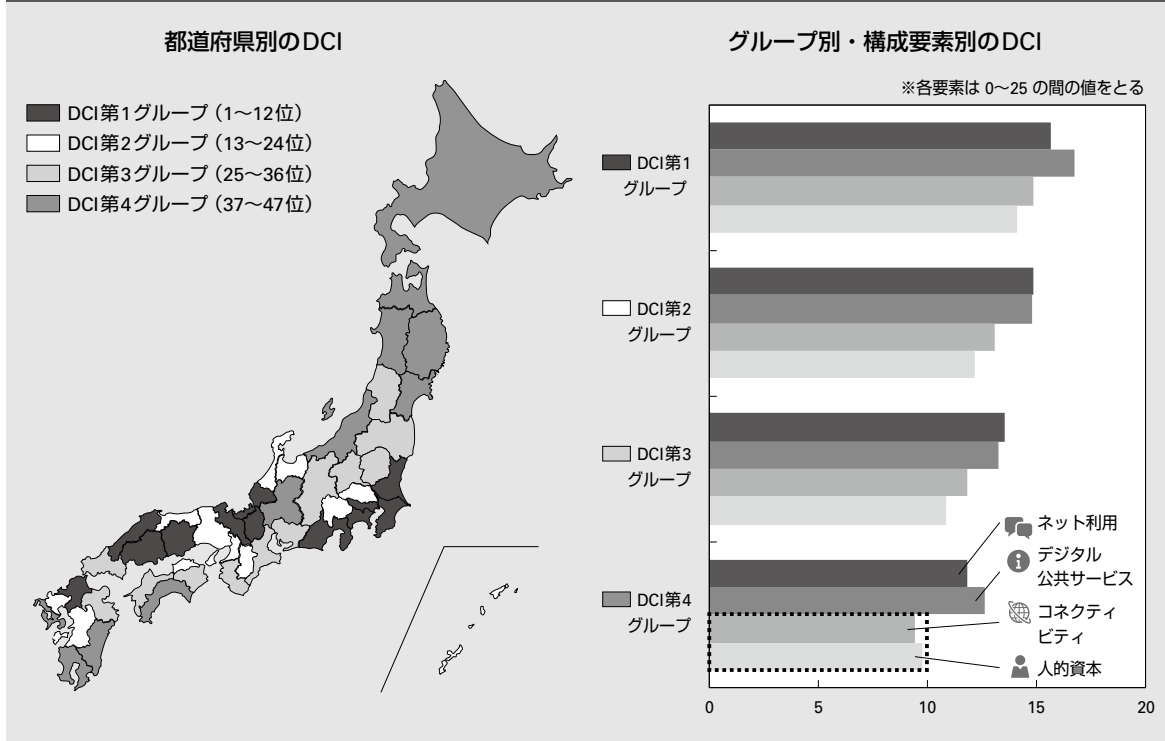 都道府県別のDCI
DCI第1グループ（1〜12位）
DCI第2グループ（13〜24位）
DCI第3グループ（25〜36位）
DCI第4グループ（37〜47位）
グループ別・構成要素別のDCI
※各要素は 0〜25 の間の値をとる
DCI第1
グループ
DCI第2
グループ
DCI第3
グループ
DCI第4
グループ
ネット利用
デジタル
公共サービス
コネクティ
ビティ
人的資本
0 5 10 15 20